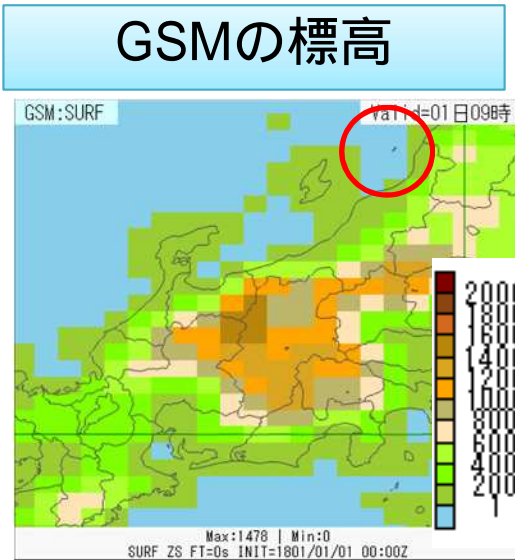 GSMの標高
GSM:SURF
Valid=01日09時
2000
1800
1600
1400
1200
1000
800
600
400
200
1
Max:1478 | Min:0
SURF ZS FT=0s INIT=1801/01/01 00:00Z